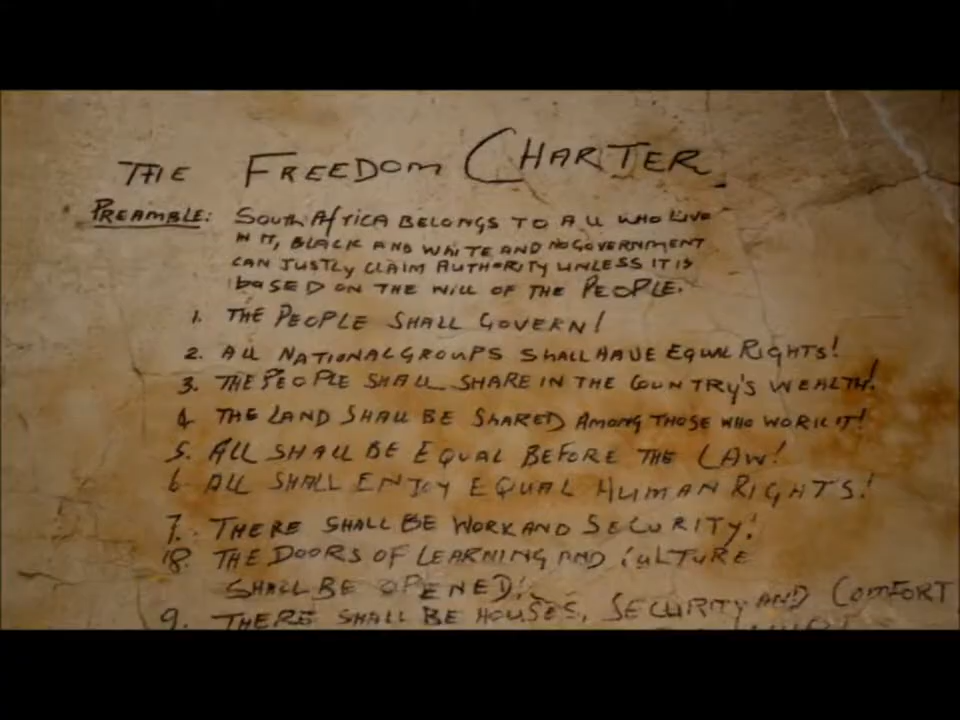 THE FREEDOM CHARTER
PREAMBLE: SOUTH AfrICA BELONGS TO ALL WHO LIVE
IN IT, BLACK AND WHITE AND NO GOVERNMENT
CAN JUSTLY CLAIM AUTHORITY UNLESS IT IS
baSED ON THE WILL OF THE PEOPLE.
1. THE PEOPLE SHALL GOVERN!
2. ALL NATIONAL GROUPS SHALL HAVE EQUAL RIGHTS!
3. THE PEOPLE SHALL SHARE IN THE COUNTRY'S WEALTH!
4 THE LAND SHALL BE SHARED AMONG THOSE WHO WORK IT!
5. ALL SHALL BE EQUAL BEFORE THE LAW!
6 ALL SHALL ENJOY EQUAL HUMAN RIGHTS!
7. THERE SHALL BE WORK AND SECURITY!
8. THE DOORS OF LEARNING AND CULTURE
SHALL BE OPENED!
9. THERE SHALL BE HOUSES, SECURITY AND COMFORT